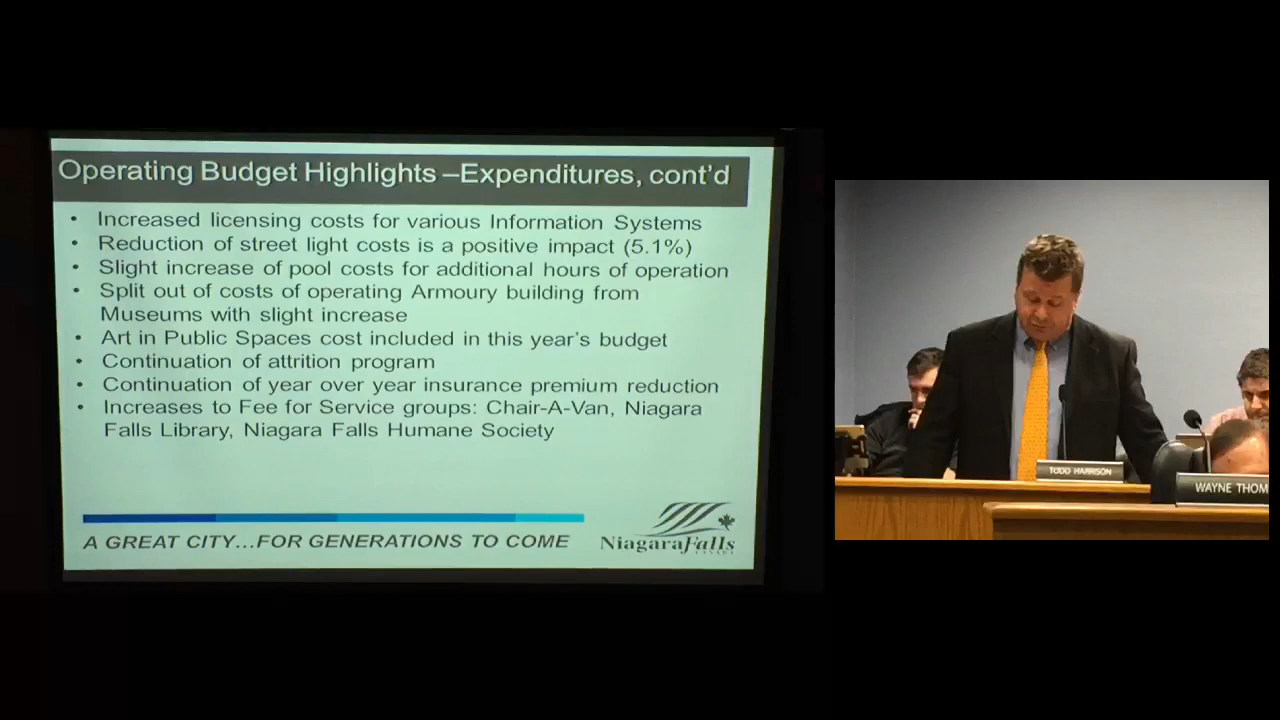 Operating Budget Highlights –Expenditures, cont'd
• Increased licensing costs for various Information Systems
• Reduction of street light costs is a positive impact (5.1%)
• Slight increase of pool costs for additional hours of operation
• Split out of costs of operating Armoury building from
Museums with slight increase
• Art in Public Spaces cost included in this year's budget
• Continuation of attrition program
• Continuation of year over year insurance premium reduction
• Increases to Fee for Service groups: Chair-A-Van, Niagara
Falls Library, Niagara Falls Humane Society
A GREAT CITY...FOR GENERATIONS TO COME
NiagaraFalls
CANADA
TODD HARRISON
WAYNE THOM